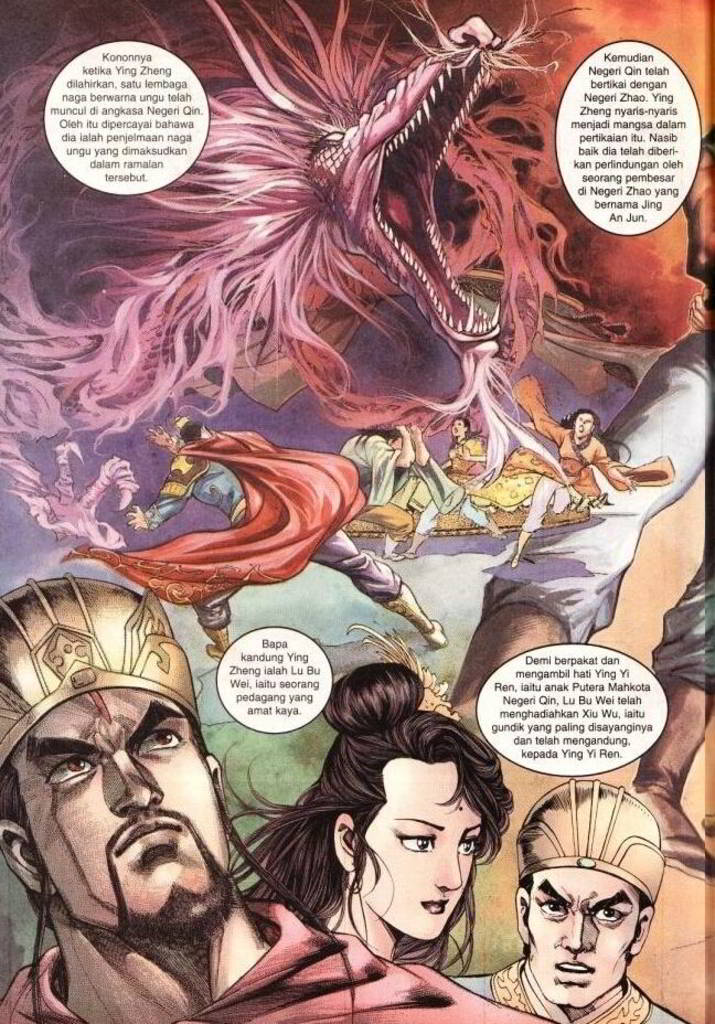 Kononnya
ketika Ying Zheng
dilahirkan, satu lembaga
naga berwarna ungu telah
muncul di angkasa Negeri Qin.
Oleh itu dipercayai bahawa
dia ialah penjelmaan naga
ungu yang dimaksudkan
dalam ramalan
tersebut.
Kemudian
Negeri Qin telah
bertikai dengan
Negeri Zhao. Ying
Zheng nyaris-nyaris
menjadi mangsa dalam
pertikaian itu. Nasib
baik dia telah diberi-
kan perlindungan oleh
seorang pembesar
di Negeri Zhao yang
bernama Jing
An Jun.
Bapa
kandung Ying
Zheng ialah Lu Bu
Wei, iaitu seorang
pedagang yang
amat kaya.
Demi berpakat dan
mengambil hati Ying Yi
Ren, iaitu anak Putera Mahkota
Negeri Qin, Lu Bu Wei telah
menghadiahkan Xiu Wu, iaitu
gundik yang paling disayanginya
dan telah mengandung,
kepada Ying Yi Ren.